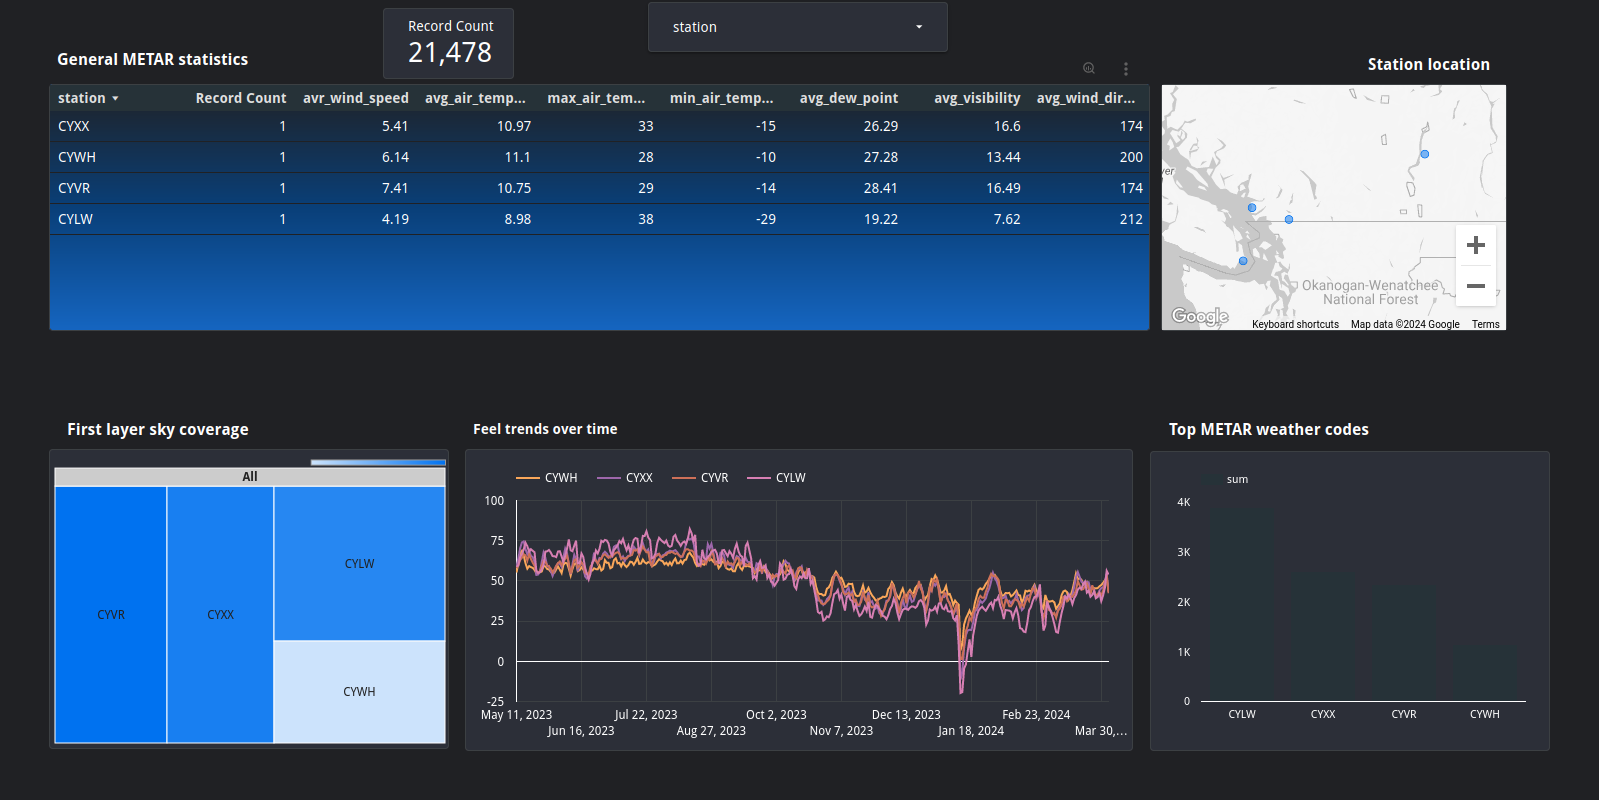 Record Count
21,478
station
General METAR statistics
Station location
station Record Count avr_wind_speed avg_air_temp... max_air_tem... min_air_temp... avg_dew_point avg_visibility avg_wind_dir...
CYXX 1 5.41 10.97 33 -15 26.29 16.6 174
CYWH 1 6.14 11.1 28 -10 27.28 13.44 200
CYVR 1 7.41 10.75 29 -14 28.41 16.49 174
CYLW 1 4.19 8.98 38 -29 19.22 7.62 212
ver
Okanogan-Wenatchee
National Forest
Google
Keyboard shortcuts Map data ©2024 Google Terms
First layer sky coverage
All
CYVR
CYXX
CYLW
CYWH
Feel trends over time
CYWH CYXX CYVR CYLW
100
75
50
25
0
-25
May 11, 2023 Jul 22, 2023 Oct 2, 2023 Dec 13, 2023 Feb 23, 2024
Jun 16, 2023 Aug 27, 2023 Nov 7, 2023 Jan 18, 2024 Mar 30,...
Top METAR weather codes
sum
4K
3K
2K
1K
0
CYLW CYXX CYVR CYWH